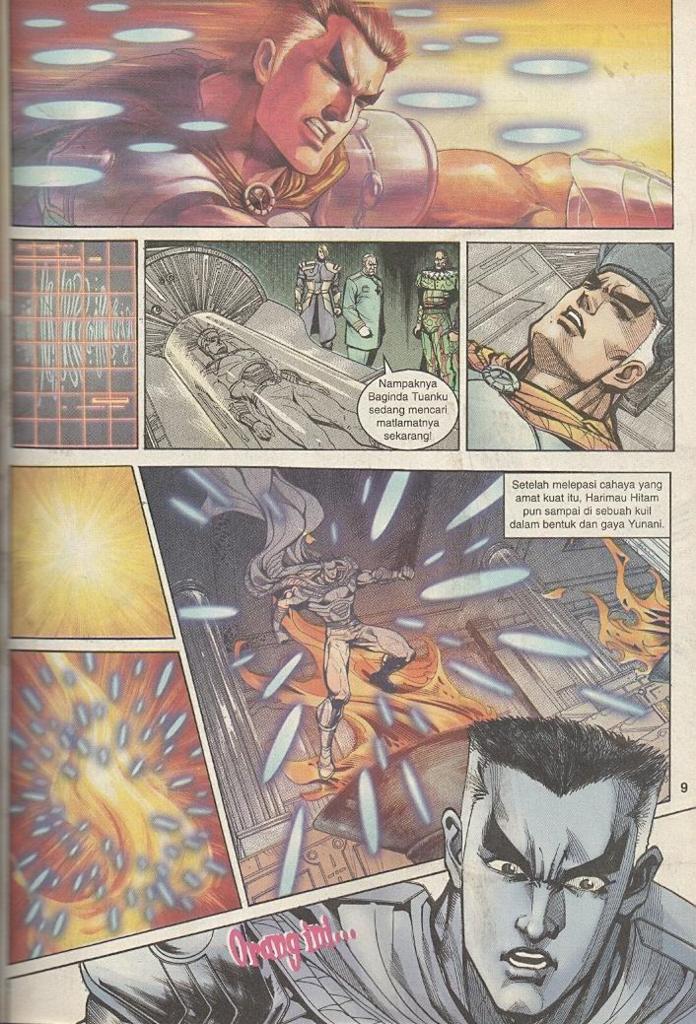 Nampaknya
Baginda Tuanku
sedang mencari
matlamatnya
sekarang!
Setelah melepasi cahaya yang
amat kuat itu, Harimau Hitam
pun sampai di sebuah kuil
dalam bentuk dan gaya Yunani.
9
Orang ini...